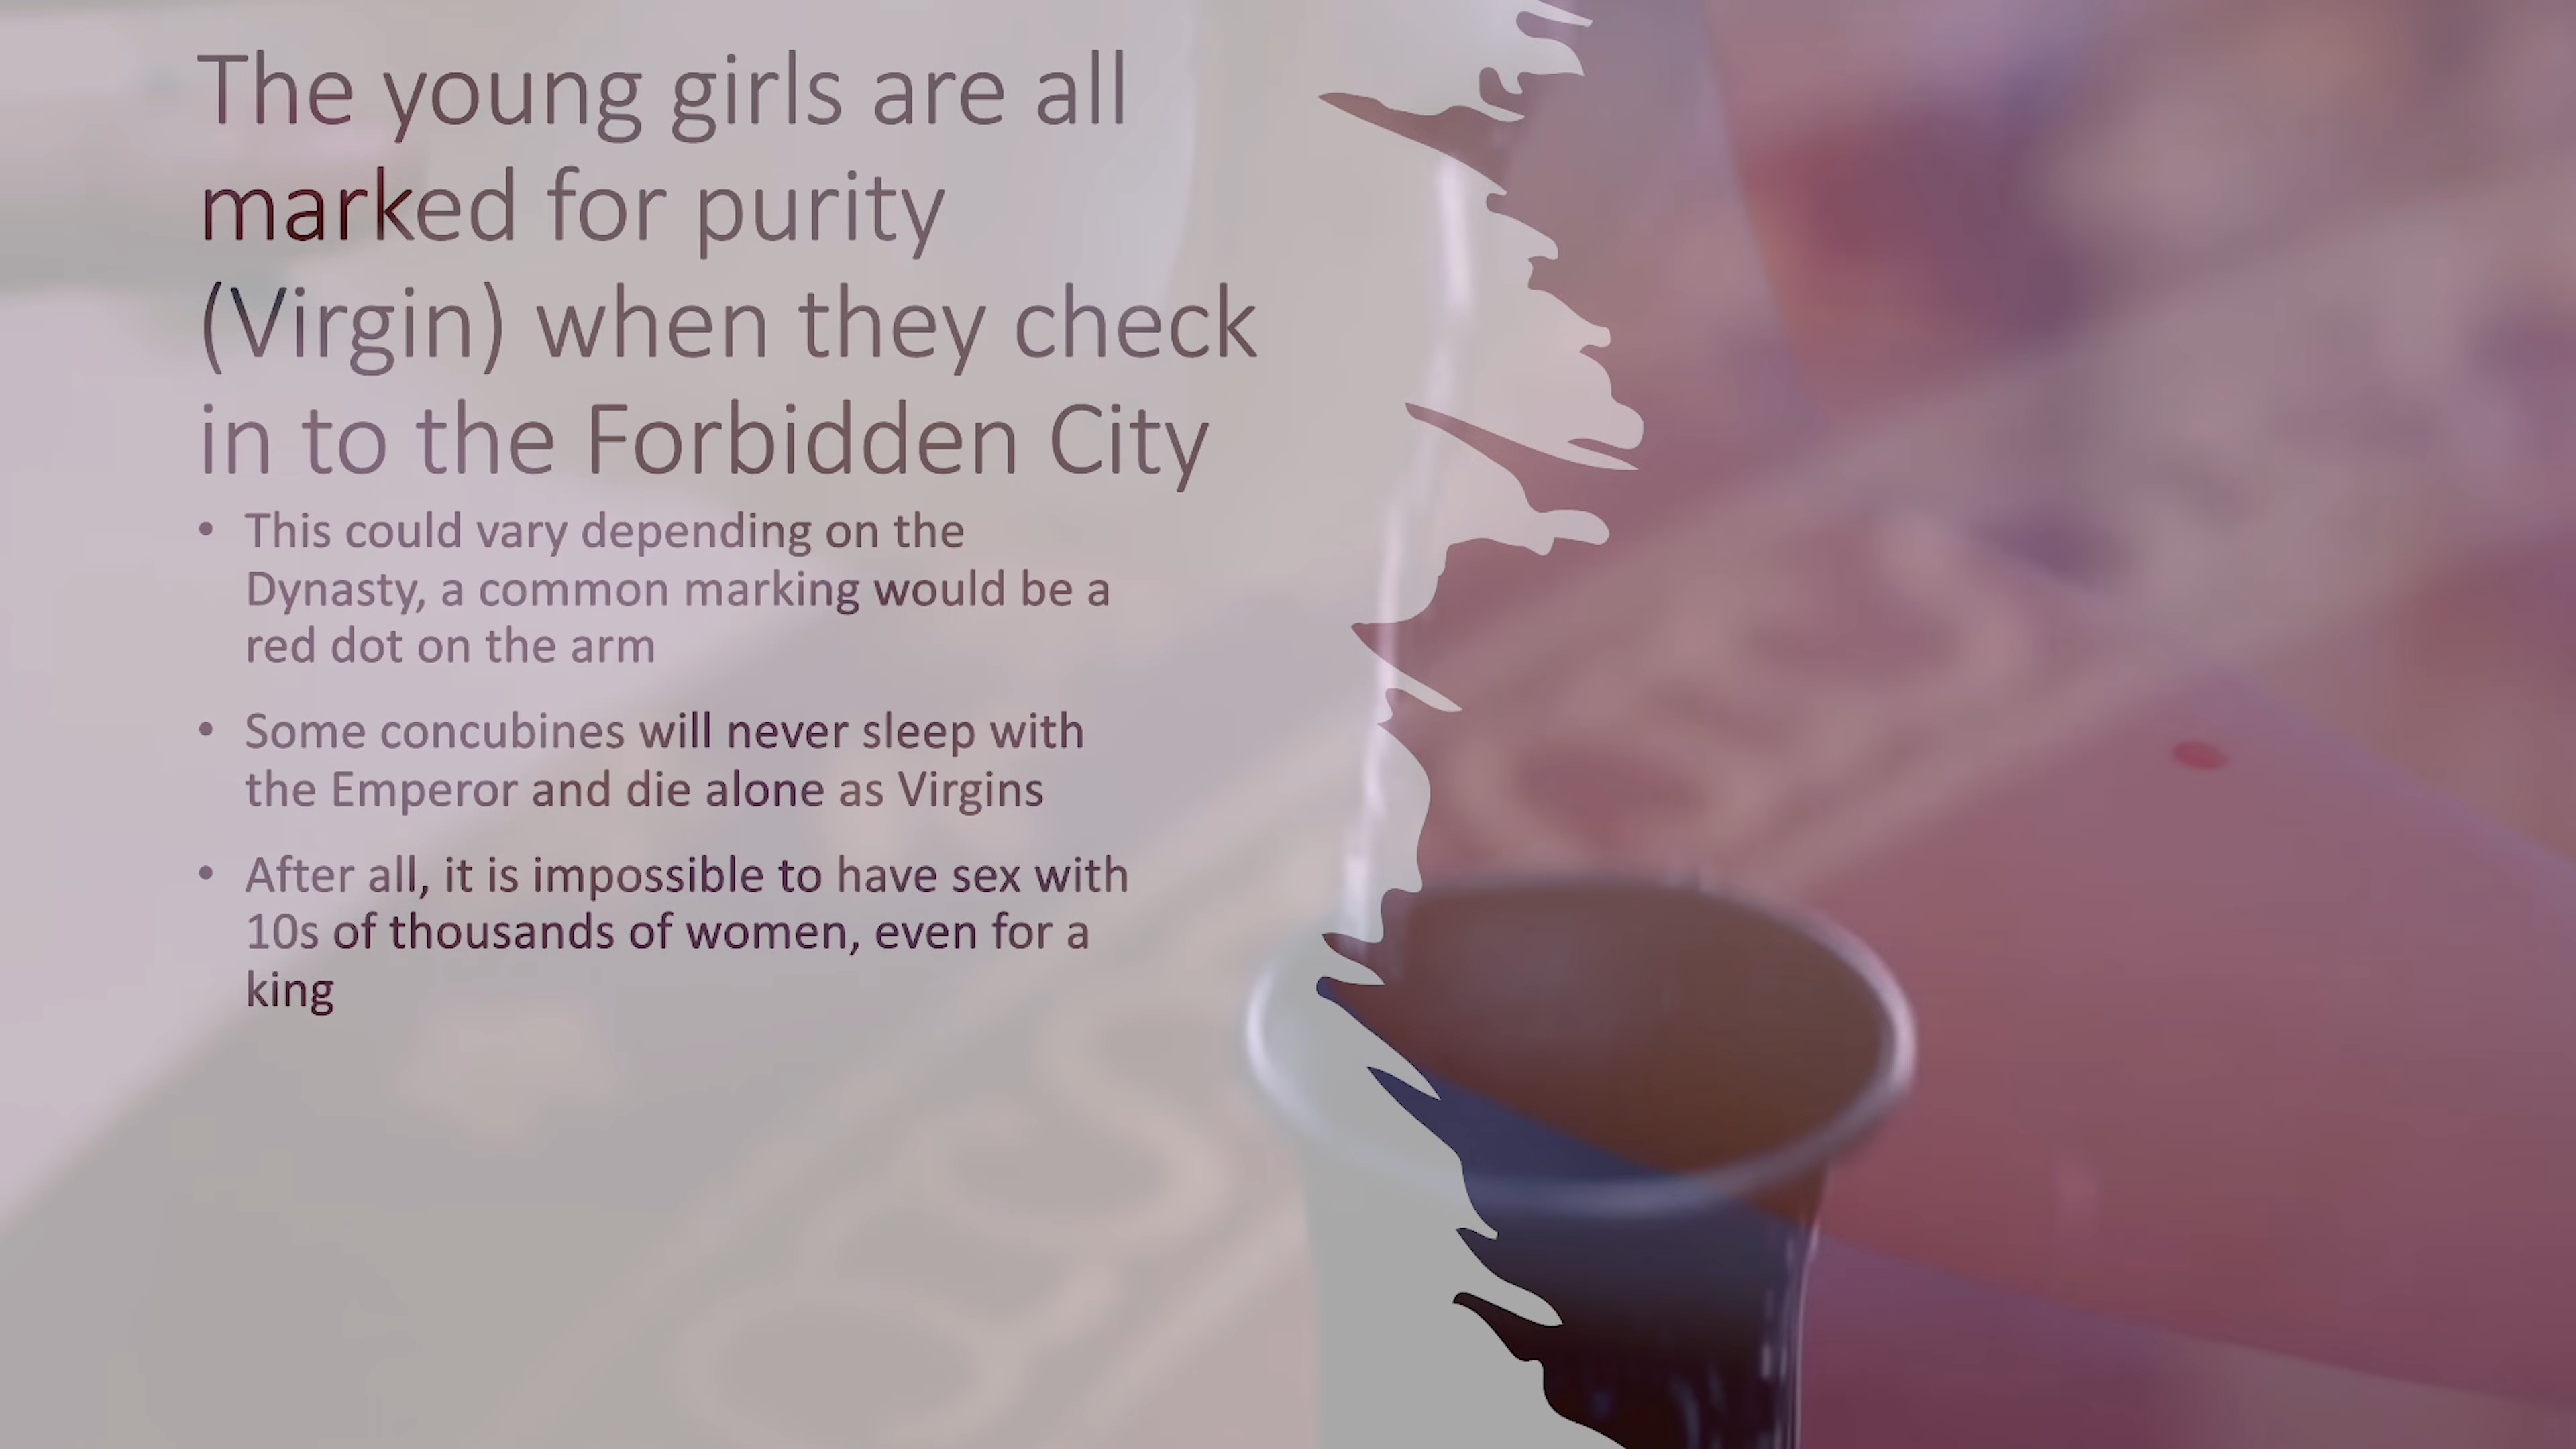 The young girls are all
marked for purity
(Virgin) when they check
in to the Forbidden City
• This could vary depending on the
Dynasty, a common marking would be a
red dot on the arm
• Some concubines will never sleep with
the Emperor and die alone as Virgins
• After all, it is impossible to have sex with
10s of thousands of women, even for a
king